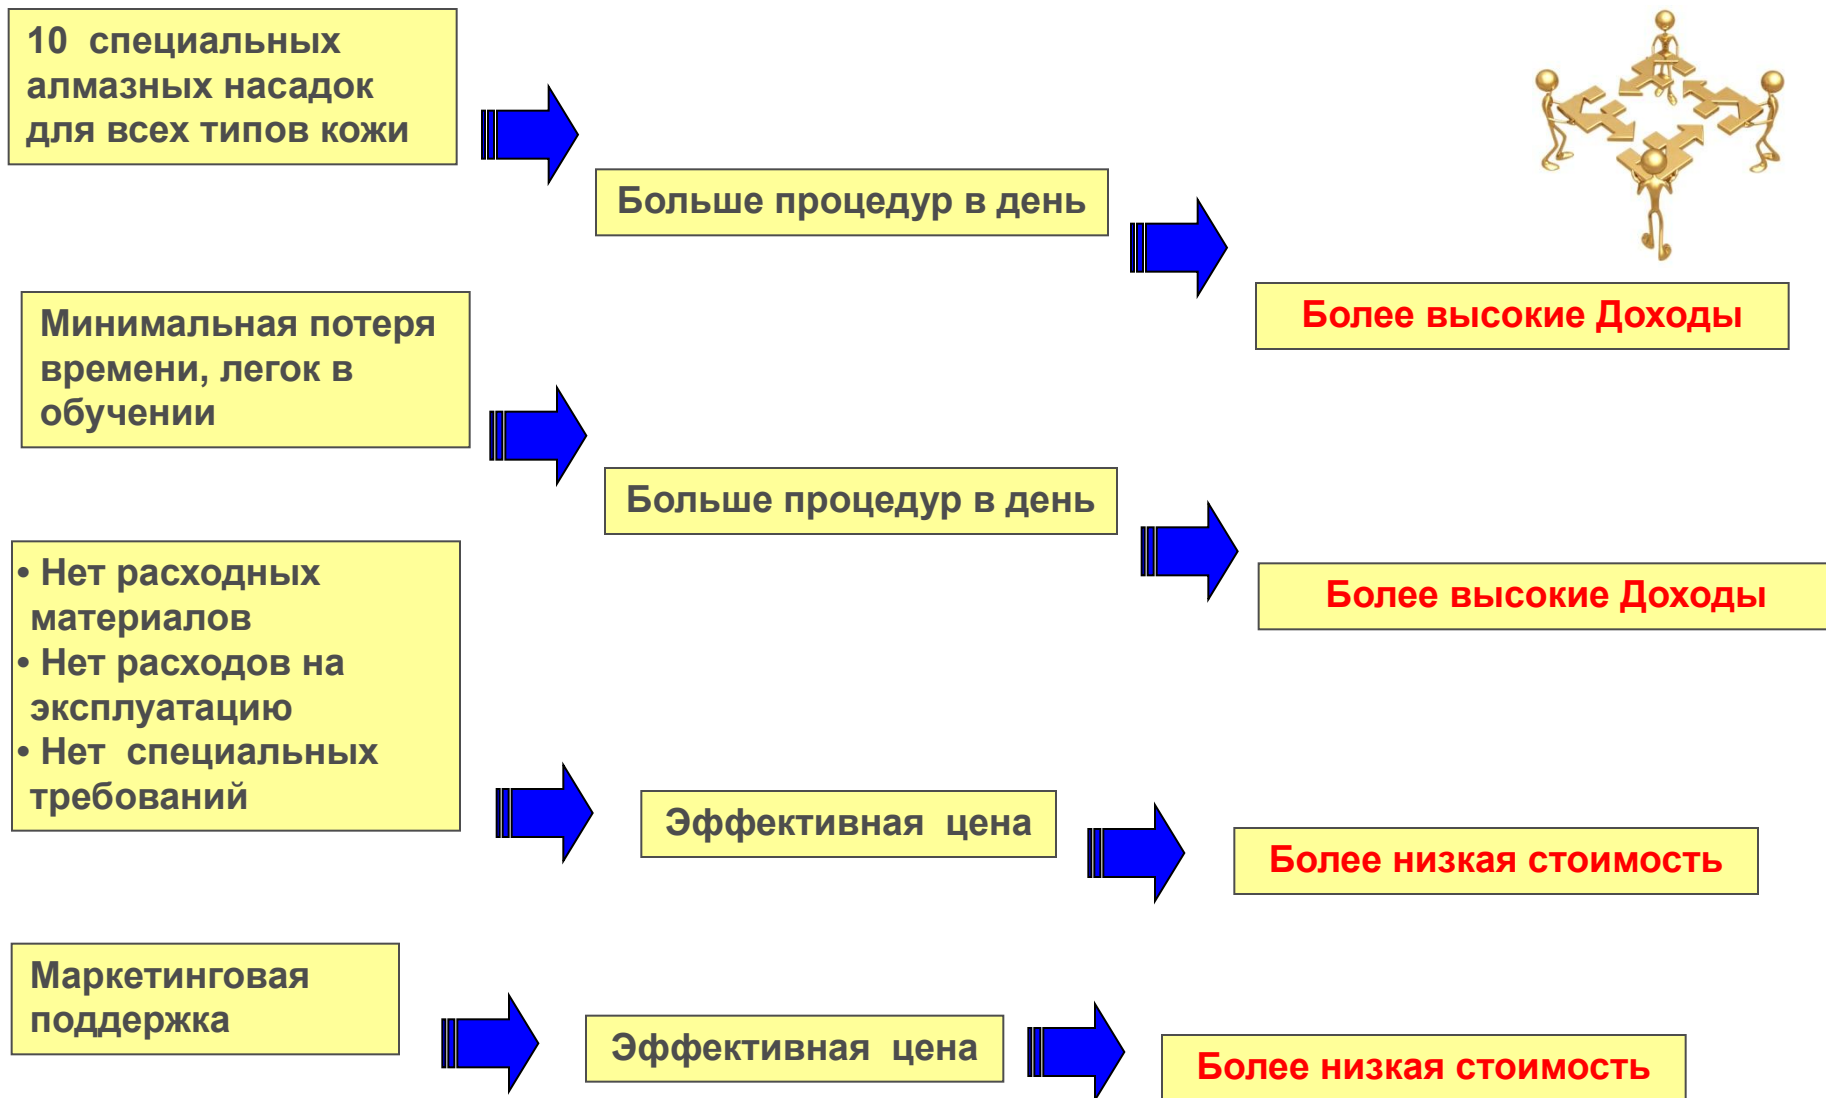 10 специальных
алмазных насадок
для всех типов кожи
Больше процедур в день
Более высокие Доходы
Минимальная потеря
времени, легок в
обучении
Больше процедур в день
Более высокие Доходы
• Нет расходных
материалов
• Нет расходов на
эксплуатацию
• Нет специальных
требований
Эффективная цена
Более низкая стоимость
Маркетинговая
поддержка
Эффективная цена
Более низкая стоимость